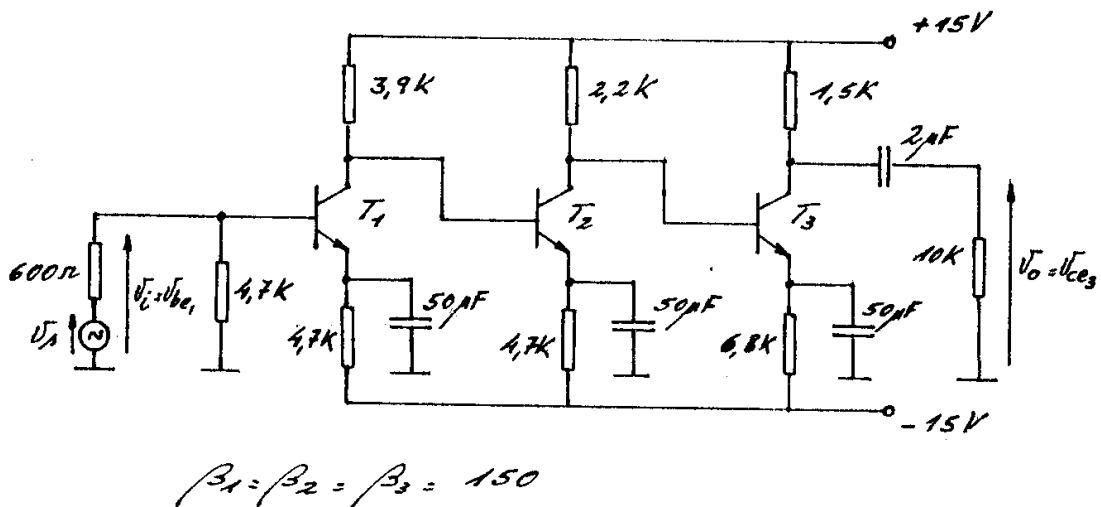 +15V
3,9K
2,2K
1,5K
2µF
T1
T2
T3
600Ω
vi=vbe1
4,7K
10K
vo=vce3
vs
50µF
4,7K
50µF
4,7K
50µF
6,8K
-15V
β1=β2=β3= 150